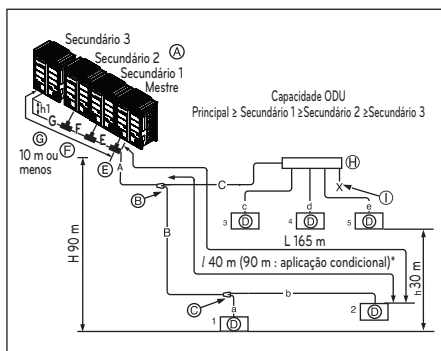 Secundário 3
Secundário 2
Secundário 1
Mestre
A
h1
G F E
G
10 m ou
menos
F
E
A
Capacidade ODU
Principal ≥ Secundário 1 ≥Secundário 2 ≥Secundário 3
H
C
X
I
B
c
d
e
3 D
4 D
5 D
L 165 m
H 90 m
B
l 40 m (90 m : aplicação condicional)*
h 30 m
C
b
a
1 D
2 D